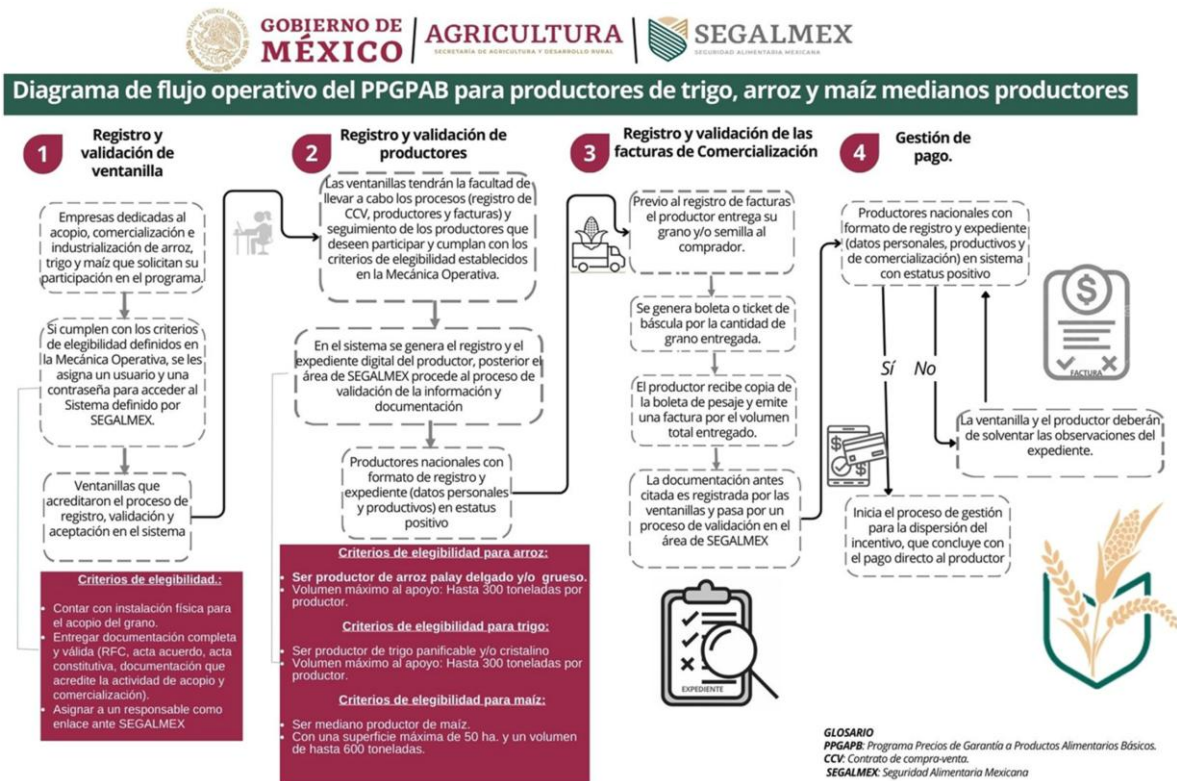 GOBIERNO DE
MÉXICO
AGRICULTURA
SECRETARÍA DE AGRICULTURA Y DESARROLLO RURAL
SEGALMEX
SEGURIDAD ALIMENTARIA MEXICANA
Diagrama de flujo operativo del PPGPAB para productores de trigo, arroz y maíz medianos productores
1
Registro y
validación de
ventanilla
Empresas dedicadas al
acopio, comercialización e
industrialización de arroz,
trigo y maíz que solicitan su
participación en el programa.
Si cumplen con los criterios
de elegibilidad definidos en
la Mecánica Operativa, se les
asigna un usuario y una
contraseña para acceder al
Sistema definido por
SEGALMEX.
Ventanillas que
acreditaron el proceso de
registro, validación y
aceptación en el sistema
Criterios de elegibilidad.:
• Contar con instalación física para
el acopio del grano.
• Entregar documentación completa
y válida (RFC, acta acuerdo, acta
constitutiva, documentación que
acredite la actividad de acopio y
comercialización).
• Asignar a un responsable como
enlace ante SEGALMEX
2
Registro y validación de
productores
Las ventanillas tendrán la facultad de
llevar a cabo los procesos (registro de
CCV, productores y facturas) y
seguimiento de los productores que
deseen participar y cumplan con los
criterios de elegibilidad establecidos
en la Mecánica Operativa.
En el sistema se genera el registro y el
expediente digital del productor, posterior el
área de SEGALMEX procede al proceso de
validación de la información y
documentación
Productores nacionales con
formato de registro y
expediente (datos personales
y productivos) en estatus
positivo
Criterios de elegibilidad para arroz:
• Ser productor de arroz palay delgado y/o grueso.
• Volumen máximo al apoyo: Hasta 300 toneladas por
productor.
Criterios de elegibilidad para trigo:
• Ser productor de trigo panificable y/o cristalino
• Volumen máximo al apoyo: Hasta 300 toneladas por
productor.
Criterios de elegibilidad para maíz:
• Ser mediano productor de maíz.
• Con una superficie máxima de 50 ha. y un volumen
de hasta 600 toneladas.
3
Registro y validación de las
facturas de Comercialización
Previo al registro de facturas
el productor entrega su
grano y/o semilla al
comprador.
Se genera boleta o ticket de
báscula por la cantidad de
grano entregada.
El productor recibe copia de
la boleta de pesaje y emite
una factura por el volumen
total entregado.
La documentación antes
citada es registrada por las
ventanillas y pasa por un
proceso de validación en el
área de SEGALMEX
EXPEDIENTE
4
Gestión de
pago.
Productores nacionales con
formato de registro y expediente
(datos personales, productivos y
de comercialización) en sistema
con estatus positivo
Sí
No
FACTURA
La ventanilla y el productor deberán
de solventar las observaciones del
expediente.
Inicia el proceso de gestión
para la dispersión del
incentivo, que concluye con
el pago directo al productor
GLOSARIO
PPGAPB: Programa Precios de Garantía a Productos Alimentarios Básicos.
CCV: Contrato de compra-venta.
SEGALMEX: Seguridad Alimentaria Mexicana